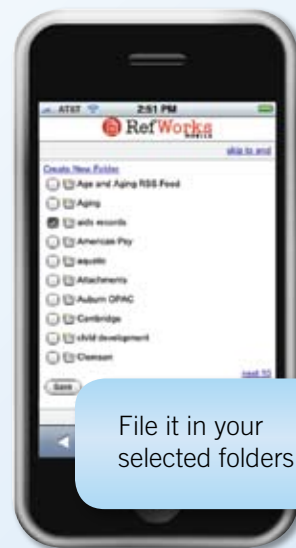 AT&T 2:51 PM
RefWorks
MOBILE
skip to end
Create New Folder
Age and Aging RSS Feed
Aging
aids records
American Psy
aquatic
Attachments
Auburn OPAC
Cambridge
child development
Clemson
next 10
Save
File it in your
selected folders